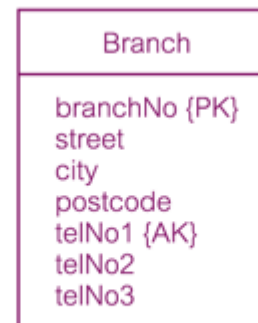 Branch
branchNo {PK}
street
city
postcode
telNo1 {AK}
telNo2
telNo3